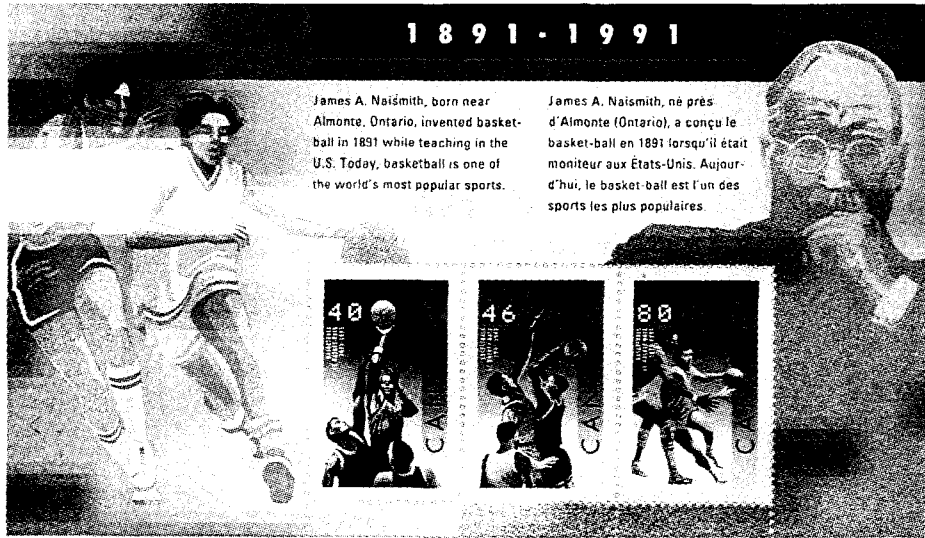 1891-1991
James A. Naismith, born near
Almonte, Ontario, invented basket-
ball in 1891 while teaching in the
U.S. Today, basketball is one of
the world's most popular sports.
James A. Naismith, né près
d'Almonte (Ontario), a conçu le
basket-ball en 1891 lorsqu'il était
moniteur aux États-Unis. Aujour-
d'hui, le basket-ball est l'un des
sports les plus populaires.
40
46
80